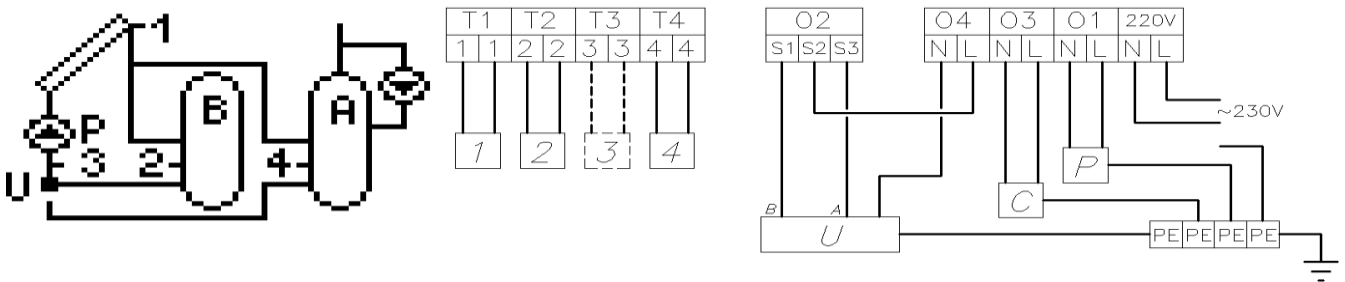 1
B
A
P
3
2
4
U
T1 T2 T3 T4
1 1 2 2 3 3 4 4
1 2 3 4
O2 O4 O3 O1 220V
S1 S2 S3 N L N L N L N L
~230V
P
C
B A
U
PE PE PE PE